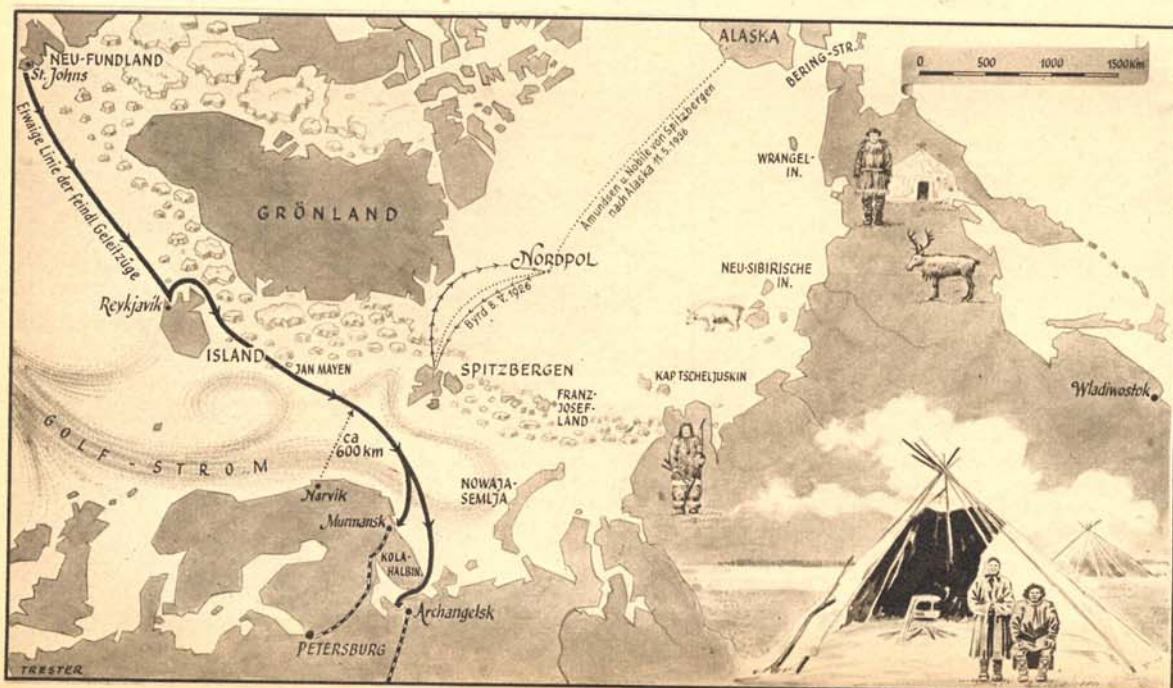 NEU-FUNDLAND
St. Johns
ALASKA
BERING-STR.
0 500 1000 1500 Km
Etwaige Linie der feindl. Geleitzüge
Amundsen u. Nobile von Spitzbergen
nach Alaska 11. 5. 1936
WRANGEL-
IN.
GRÖNLAND
NORDPOL
NEU-SIBIRISCHE
IN.
Byrd 8. V. 1926
Reykjavik
ISLAND
JAN MAYEN
SPITZBERGEN
KAP TSCHELJUSKIN
FRANZ-
JOSEF-
LAND
Wladiwostok
GOLF-STROM
ca
600 km
Narvik
NOWAJA-
SEMLJA
Murmansk
KOLA-
HALBIN.
Archangelsk
PETERSBURG
TRESTER